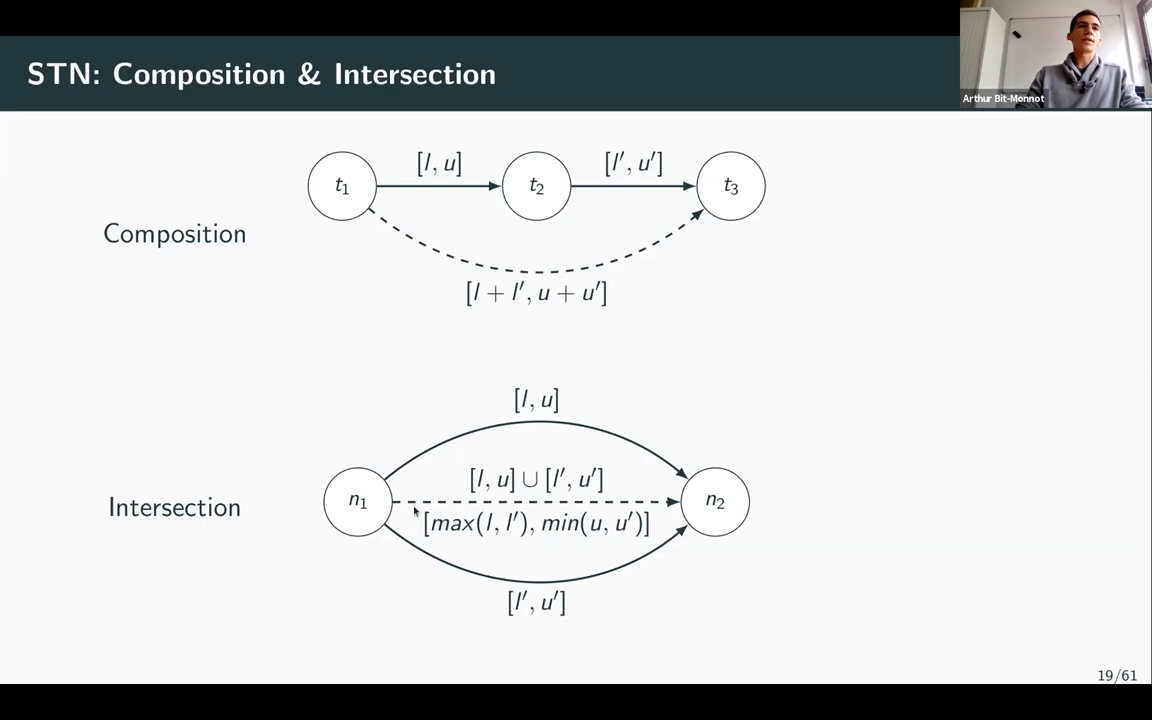 STN: Composition & Intersection
Arthur Bit-Monnot
[l, u]
[l′, u′]
t₁
t₂
t₃
Composition
[l + l′, u + u′]
[l, u]
[l, u] ∪ [l′, u′]
n₁
n₂
Intersection
[max(l, l′), min(u, u′)]
[l′, u′]
19/61